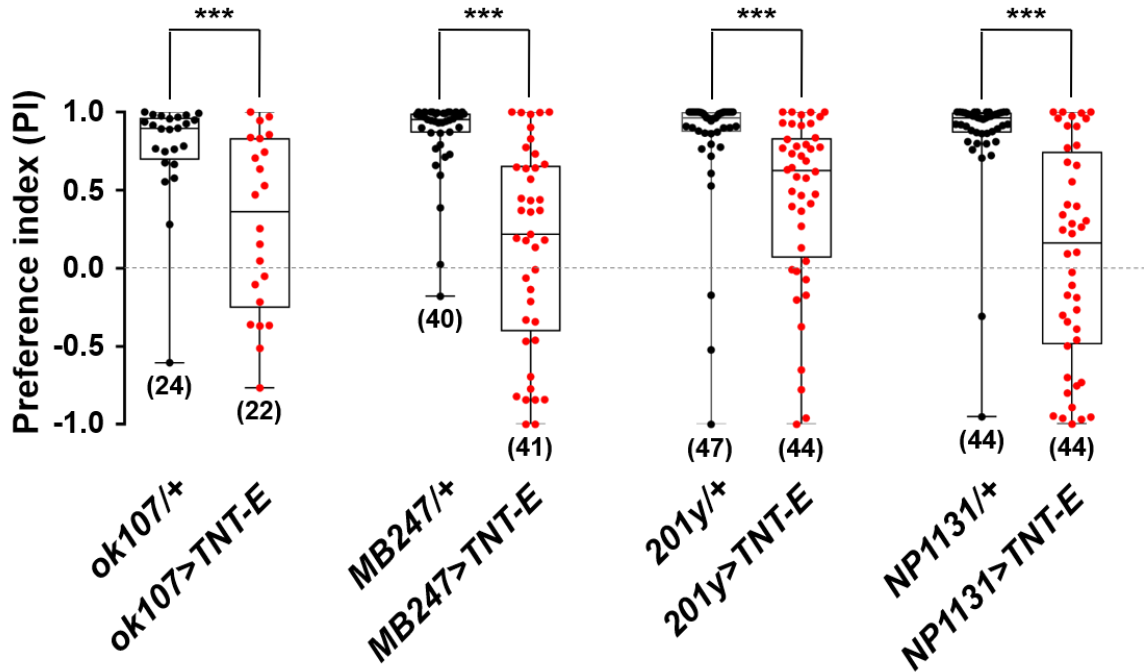 *** *** *** ***
Preference index (PI)
1.0
0.5
0.0
-0.5
-1.0
(24) (22) (40) (41) (47) (44) (44) (44)
ok107/+
ok107>TNT-E
MB247/+
MB247>TNT-E
201y/+
201y>TNT-E
NP1131/+
NP1131>TNT-E